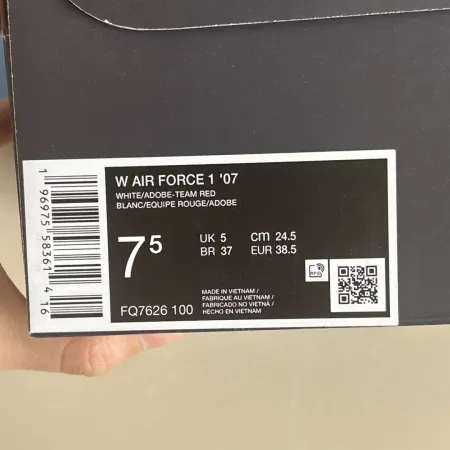 W AIR FORCE 1 '07
WHITE/ADOBE-TEAM RED
BLANC/EQUIPE ROUGE/ADOBE
7⁵
UK 5 cm 24.5
BR 37 EUR 38.5
FQ7626 100
MADE IN VIETNAM /
FABRIQUE AU VIETNAM /
FABRICADO NO VIETNÃ /
HECHO EN VIETNAM
1 96975 58361 4 16